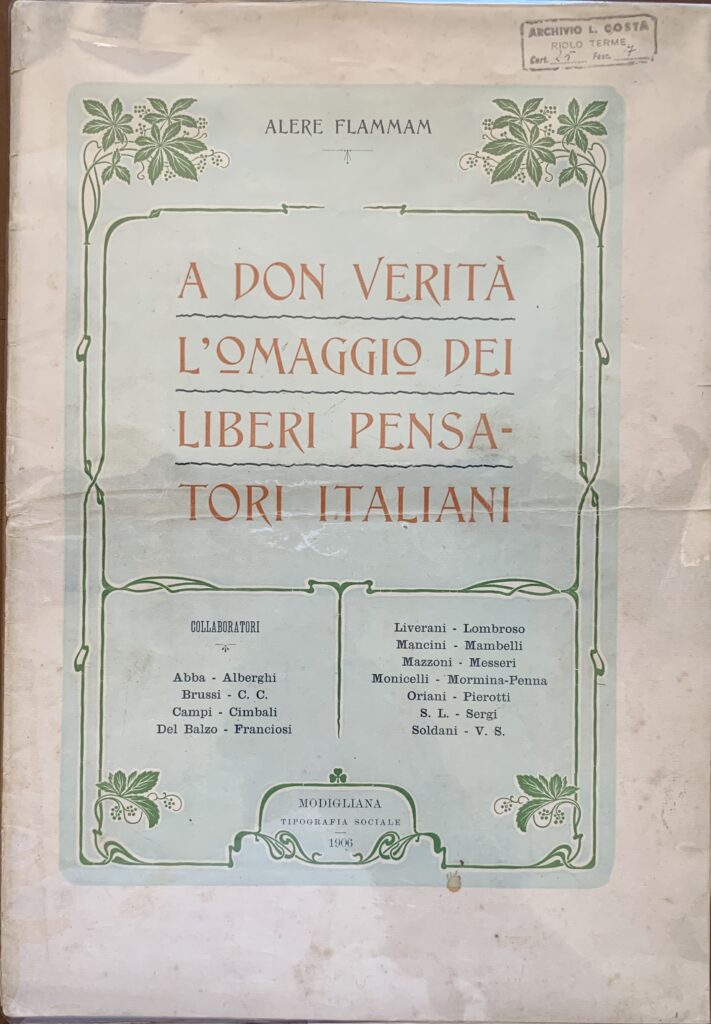 ARCHIVIO L. COSTA
RIOLO TERME
Cart. Fasc. 7
ALERE FLAMMAM
A DON VERITÀ
L'OMAGGIO DEI
LIBERI PENSA-
TORI ITALIANI
COLLABORATORI
Abba - Alberghi
Brussi - C. C.
Campi - Cimbali
Del Balzo - Franciosi
Liverani - Lombroso
Mancini - Mambelli
Mazzoni - Messeri
Monicelli - Mormina-Penna
Oriani - Pierotti
S. L. - Sergi
Soldani - V. S.
MODIGLIANA
TIPOGRAFIA SOCIALE
1906